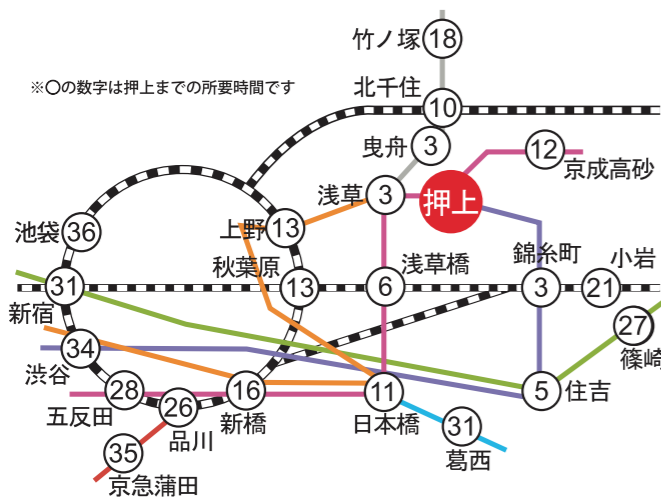 竹ノ塚
18
※○の数字は押上までの所要時間です
北千住
10
曳舟
3
12
京成高砂
浅草
3
押上
池袋
36
上野
13
秋葉原
13
浅草橋
6
錦糸町
3
小岩
21
31
新宿
27
篠崎
34
渋谷
28
五反田
26
品川
16
新橋
11
日本橋
5
住吉
31
葛西
35
京急蒲田